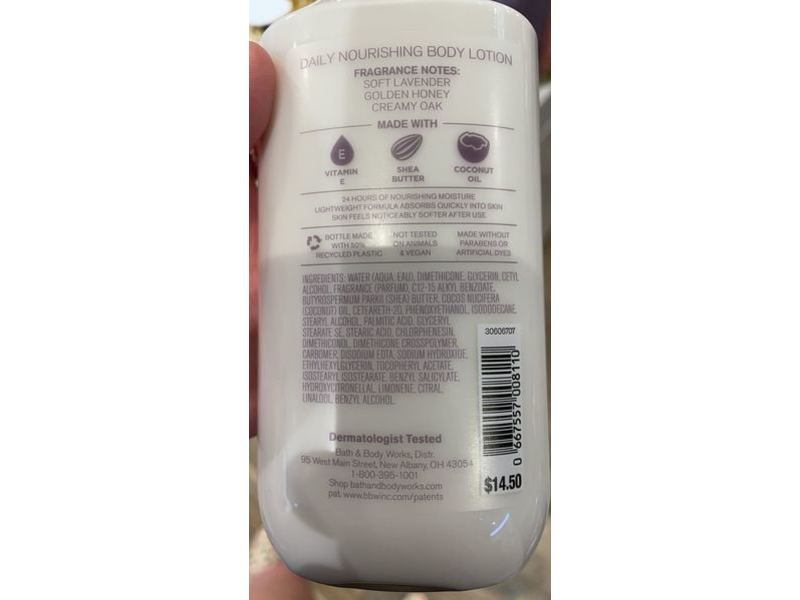 DAILY NOURISHING BODY LOTION
FRAGRANCE NOTES:
SOFT LAVENDER
GOLDEN HONEY
CREAMY OAK
MADE WITH
E
VITAMIN
E
SHEA
BUTTER
COCONUT
OIL
24 HOURS OF NOURISHING MOISTURE
LIGHTWEIGHT FORMULA ABSORBS QUICKLY INTO SKIN
SKIN FEELS NOTICEABLY SOFTER AFTER USE
BOTTLE MADE
WITH 50%
RECYCLED PLASTIC
NOT TESTED
ON ANIMALS
& VEGAN
MADE WITHOUT
PARABENS OR
ARTIFICIAL DYES
INGREDIENTS: WATER (AQUA, EAU), DIMETHICONE, GLYCERIN, CETYL
ALCOHOL, FRAGRANCE (PARFUM), C12-15 ALKYL BENZOATE,
BUTYROSPERMUM PARKII (SHEA) BUTTER, COCOS NUCIFERA
(COCONUT) OIL, CETEARETH-20, PHENOXYETHANOL, ISODODECANE,
STEARYL ALCOHOL, PALMITIC ACID, GLYCERYL
STEARATE SE, STEARIC ACID, CHLORPHENESIN,
DIMETHICONOL, DIMETHICONE CROSSPOLYMER,
CARBOMER, DISODIUM EDTA, SODIUM HYDROXIDE,
ETHYLHEXYLGLYCERIN, TOCOPHERYL ACETATE,
ISOSTEARYL ISOSTEARATE, BENZYL SALICYLATE,
HYDROXYCITRONELLAL, LIMONENE, CITRAL,
LINALOOL, BENZYL ALCOHOL.
30606707
0 667557 008110
$14.50
Dermatologist Tested
Bath & Body Works, Distr.
95 West Main Street, New Albany, OH 43054
1-800-395-1001
Shop bathandbodyworks.com
pat. www.bbwinc.com/patents